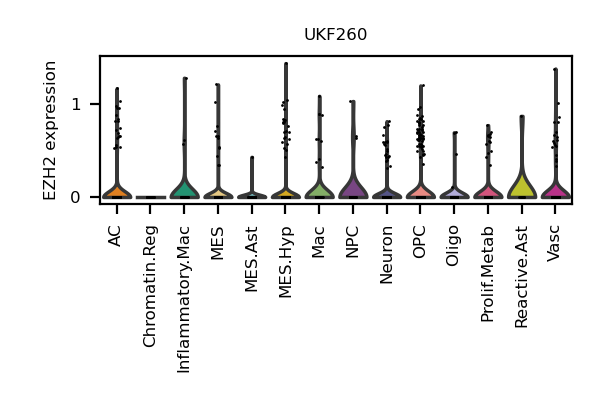 UKF260
EZH2 expression
1
0
AC
Chromatin.Reg
Inflammatory.Mac
MES
MES.Ast
MES.Hyp
Mac
NPC
Neuron
OPC
Oligo
Prolif.Metab
Reactive.Ast
Vasc